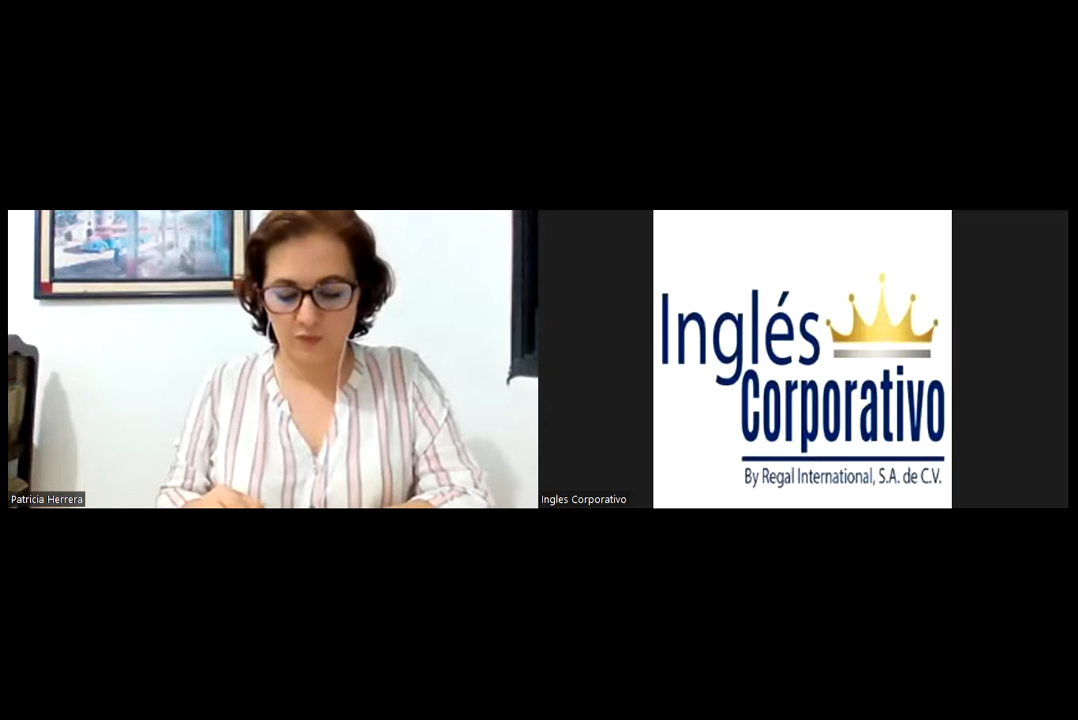 Inglés
Corporativo
By Regal International, S.A. de C.V.
Patricia Herrera
Ingles Corporativo